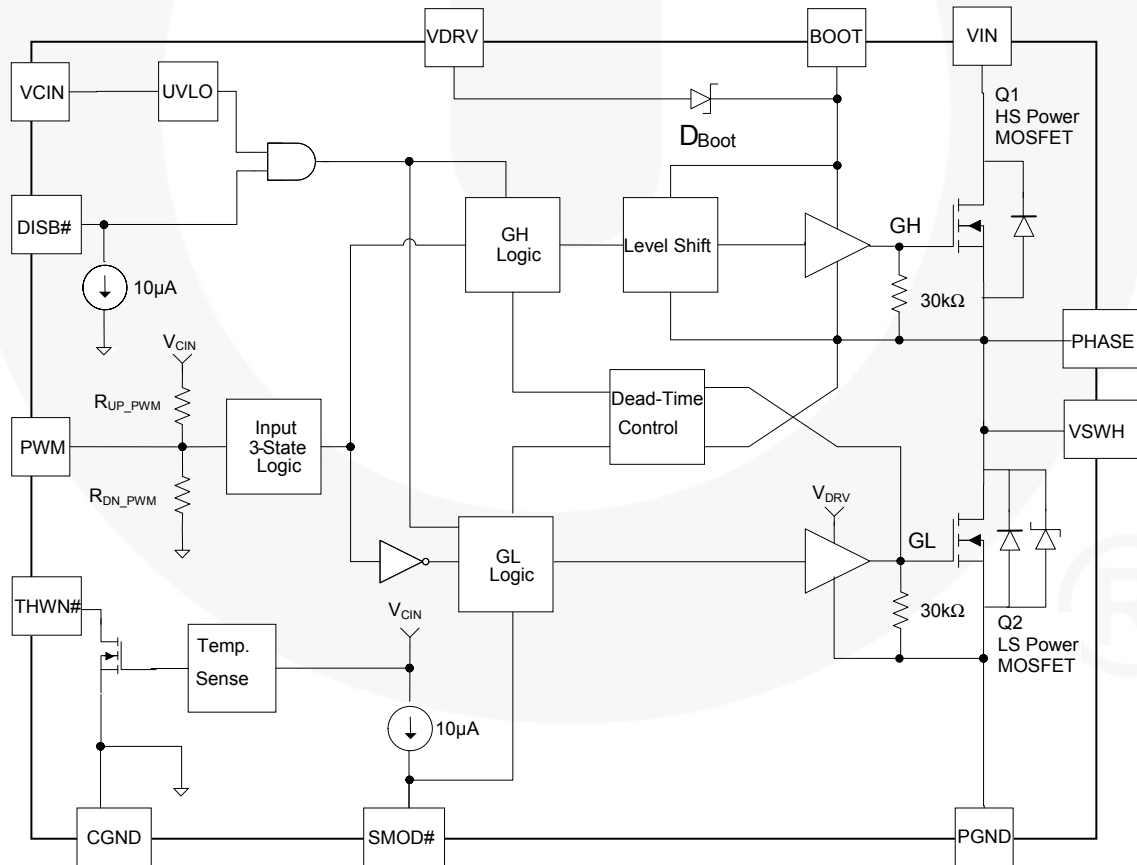 VDRV
BOOT
VIN
VCIN
UVLO
Q1
HS Power
MOSFET
DBoot
DISB#
GH
Logic
Level Shift
GH
10µA
30kΩ
VCIN
PHASE
RUP_PWM
Dead-Time
Control
Input
3-State
Logic
PWM
VSWH
RDN_PWM
VDRV
GL
Logic
GL
THWN#
VCIN
30kΩ
Q2
LS Power
MOSFET
Temp.
Sense
10µA
CGND
SMOD#
PGND
®